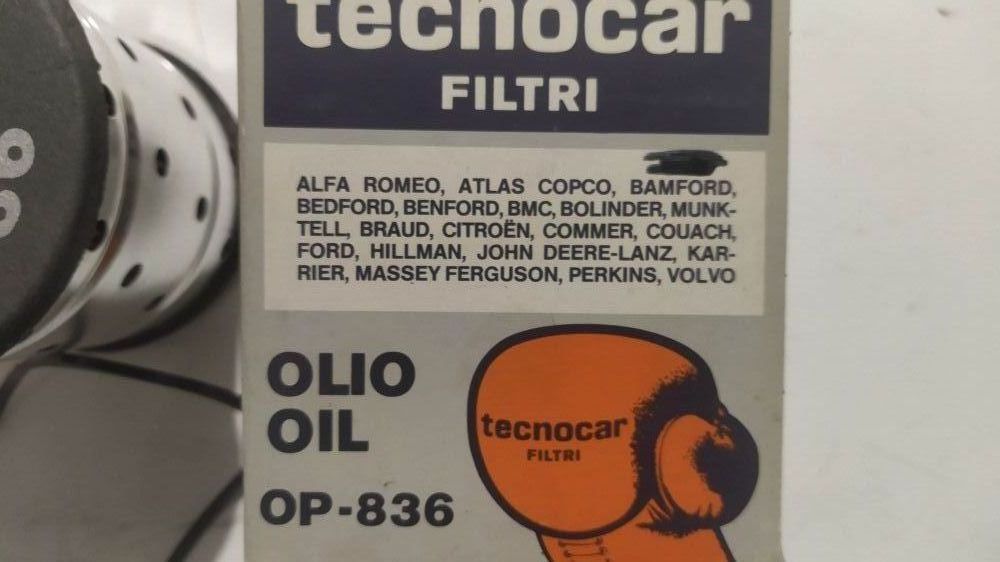 tecnocar
FILTRI
ALFA ROMEO, ATLAS COPCO, BAMFORD,
BEDFORD, BENFORD, BMC, BOLINDER, MUNK-
TELL, BRAUD, CITROËN, COMMER, COUACH,
FORD, HILLMAN, JOHN DEERE-LANZ, KAR-
RIER, MASSEY FERGUSON, PERKINS, VOLVO
OLIO
OIL
tecnocar
FILTRI
OP-836